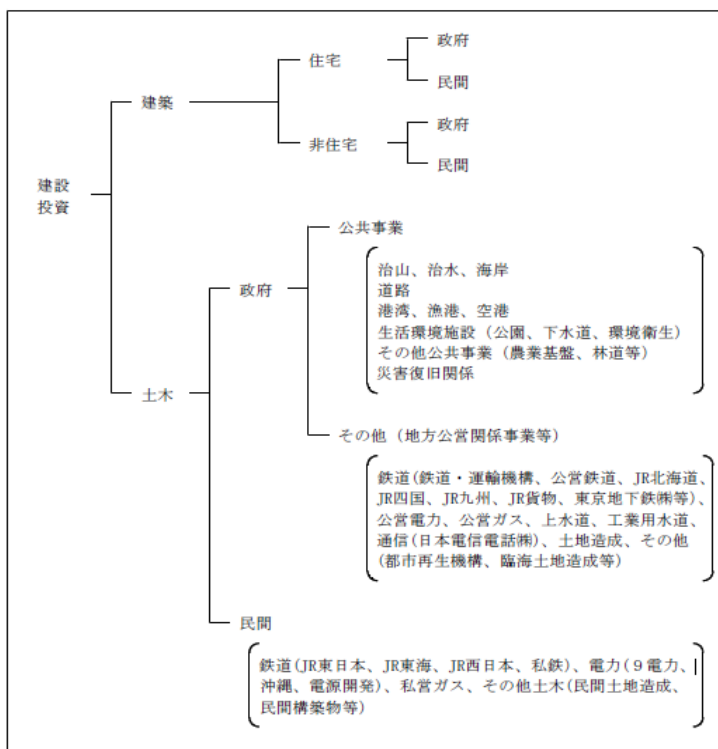 政府
住宅
民間
建築
政府
非住宅
民間
建設
投資
公共事業
治山、治水、海岸
道路
政府
港湾、漁港、空港
生活環境施設（公園、下水道、環境衛生）
その他公共事業（農業基盤、林道等）
災害復旧関係
土木
その他（地方公営関係事業等）
鉄道(鉄道・運輸機構、公営鉄道、JR北海道、
JR四国、JR九州、JR貨物、東京地下鉄㈱等)、
公営電力、公営ガス、上水道、工業用水道、
通信(日本電信電話㈱)、土地造成、その他
(都市再生機構、臨海土地造成等)
民間
鉄道(JR東日本、JR東海、JR西日本、私鉄)、電力(９電力、
沖縄、電源開発)、私営ガス、その他土木(民間土地造成、
民間構築物等)